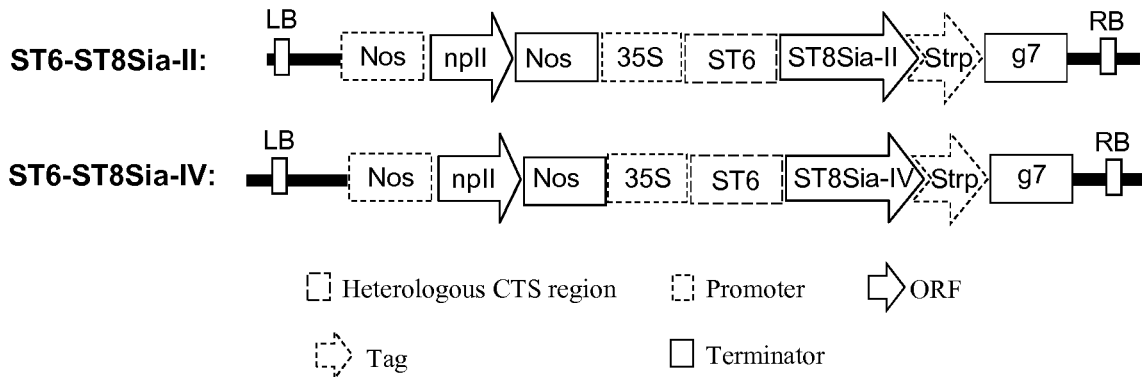 LB RB
ST6-ST8Sia-II: Nos npII Nos 35S ST6 ST8Sia-II Strp g7
LB RB
ST6-ST8Sia-IV: Nos npII Nos 35S ST6 ST8Sia-IV Strp g7
Heterologous CTS region Promoter ORF
Tag Terminator